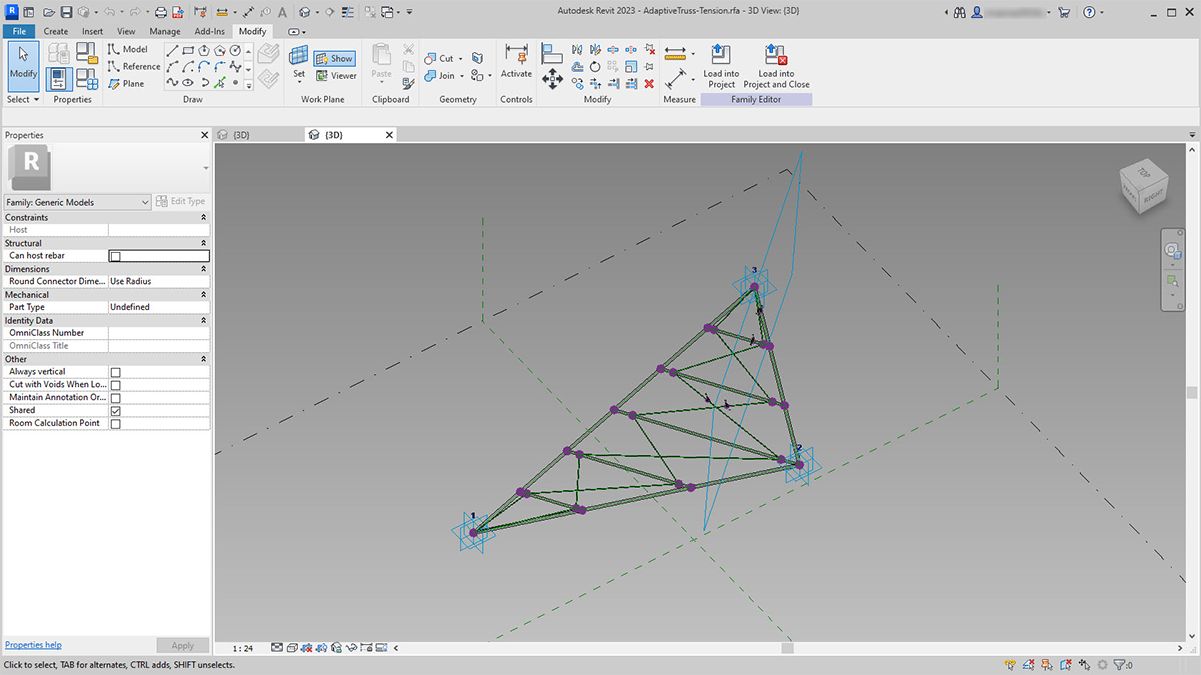 R
Autodesk Revit 2023 - AdaptiveTruss-Tension.rfa - 3D View: {3D}
File Create Insert View Manage Add-Ins Modify
Modify
Model
Reference
Plane
Set
Show
Viewer
Paste
Cut
Join
Activate
Load into
Project
Load into
Project and Close
Select Properties Draw Work Plane Clipboard Geometry Controls Modify Measure Family Editor
Properties
{3D}
{3D}
R
Family: Generic Models
Edit Type
Constraints
Host
Structural
Can host rebar
Dimensions
Round Connector Dime... Use Radius
Mechanical
Part Type Undefined
Identity Data
OmniClass Number
OmniClass Title
Other
Always vertical
Cut with Voids When Lo...
Maintain Annotation Or...
Shared
Room Calculation Point
Properties help
Apply
TOP
FRONT
RIGHT
3
2
1
1 : 24
Click to select, TAB for alternates, CTRL adds, SHIFT unselects.
:0